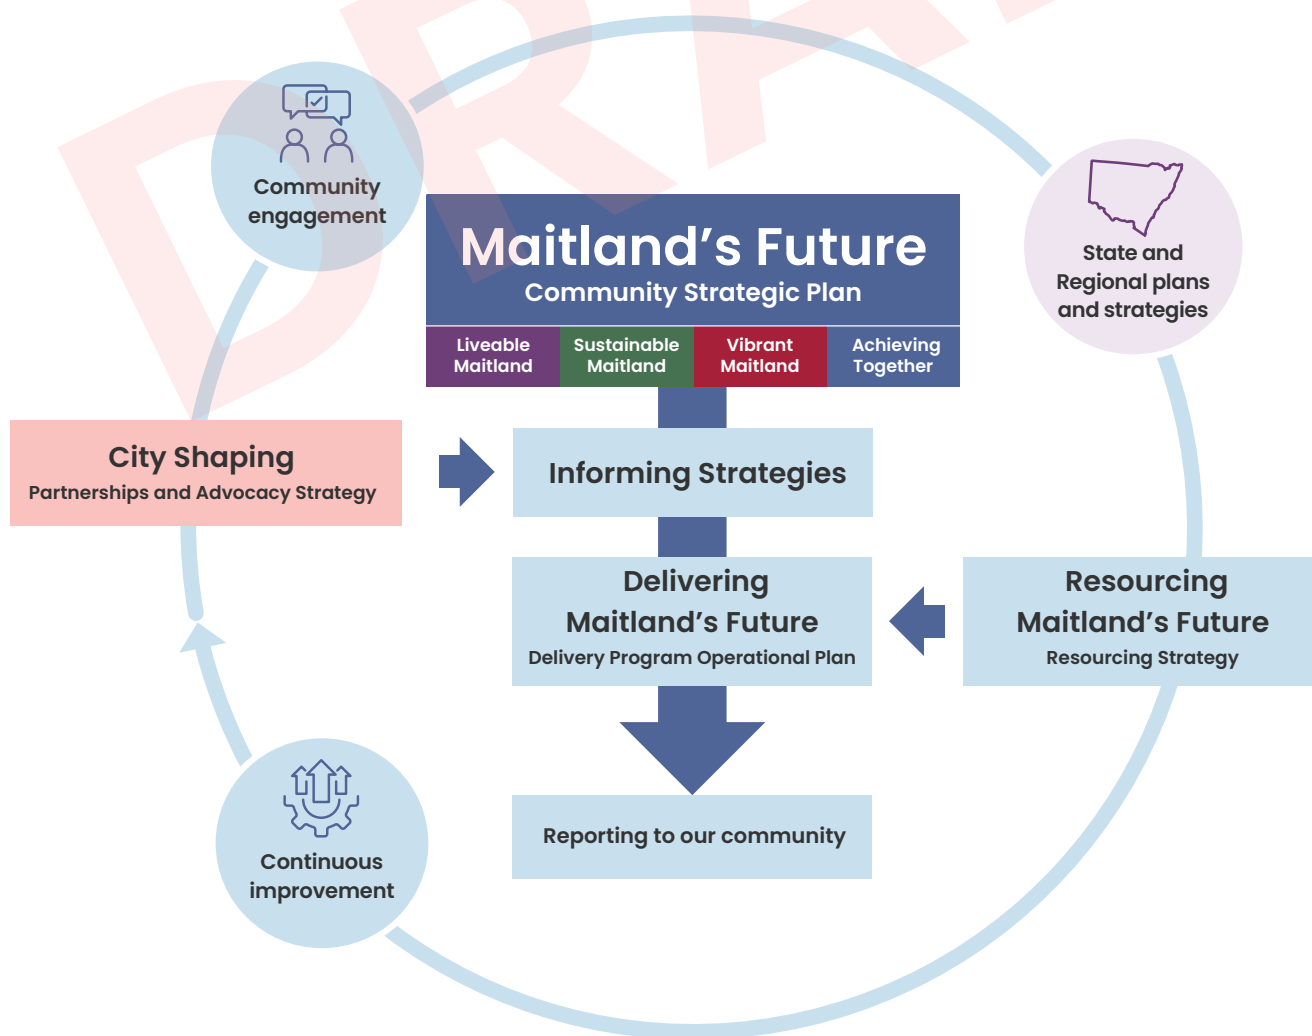 DRA
Community
engagement
State and
Regional plans
and strategies
Maitland's Future
Community Strategic Plan
Liveable
Maitland
Sustainable
Maitland
Vibrant
Maitland
Achieving
Together
City Shaping
Partnerships and Advocacy Strategy
Informing Strategies
Delivering
Maitland's Future
Delivery Program Operational Plan
Resourcing
Maitland's Future
Resourcing Strategy
Reporting to our community
Continuous
improvement